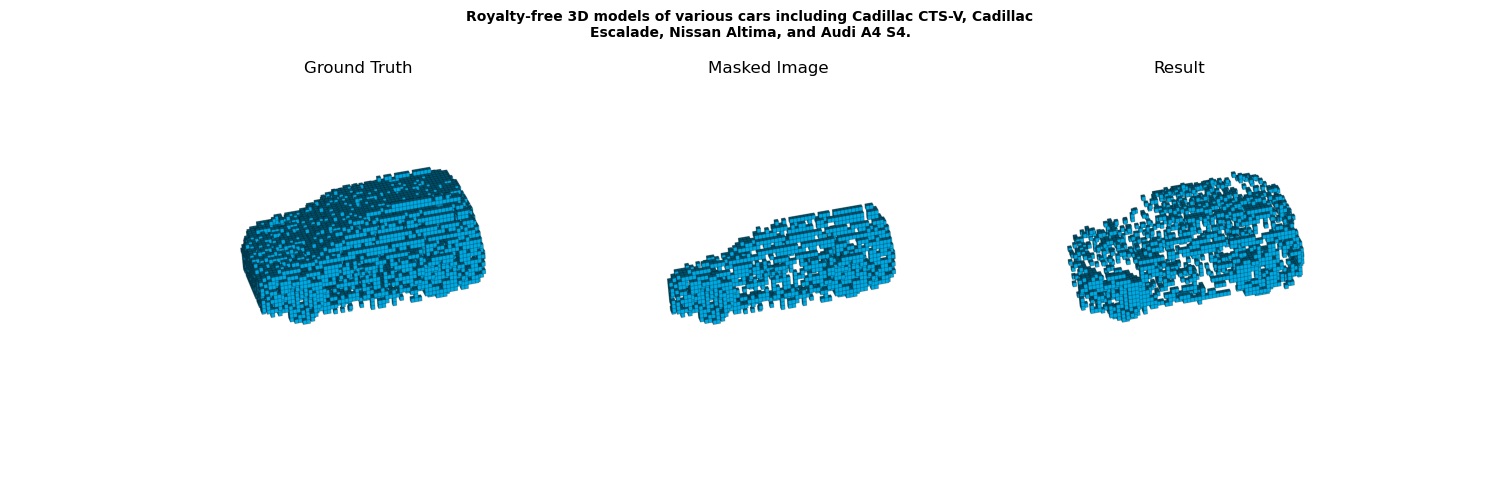 Royalty-free 3D models of various cars including Cadillac CTS-V, Cadillac
Escalade, Nissan Altima, and Audi A4 S4.
Ground Truth
Masked Image
Result